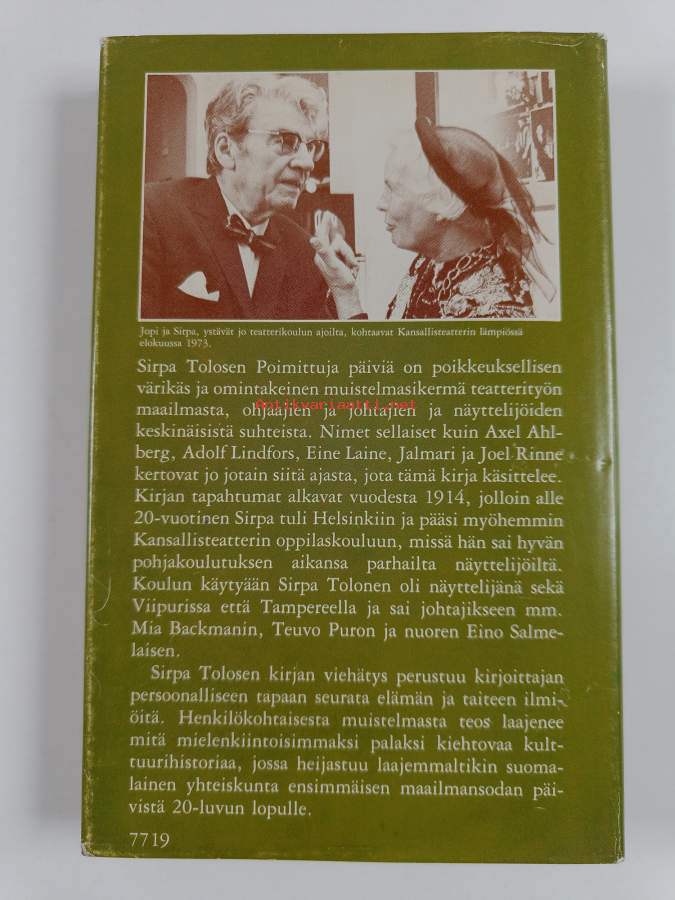 Jopi ja Sirpa, ystävät jo teatterikoulun ajoilta, kohtaavat Kansallisteatterin lämpiössä
elokuussa 1973.
Sirpa Tolosen Poimittuja päiviä on poikkeuksellisen
värikäs ja omintakeinen muistelmasikermä teatterityön
maailmasta, ohjaajien ja johtajien ja näyttelijöiden
Antikvariaatti.net
keskinäisistä suhteista. Nimet sellaiset kuin Axel Ahl-
berg, Adolf Lindfors, Eine Laine, Jalmari ja Joel Rinne
kertovat jo jotain siitä ajasta, jota tämä kirja käsittelee.
Kirjan tapahtumat alkavat vuodesta 1914, jolloin alle
20-vuotinen Sirpa tuli Helsinkiin ja pääsi myöhemmin
Kansallisteatterin oppilaskouluun, missä hän sai hyvän
pohjakoulutuksen aikansa parhailta näyttelijöiltä.
Koulun käytyään Sirpa Tolonen oli näyttelijänä sekä
Viipurissa että Tampereella ja sai johtajikseen mm.
Mia Backmanin, Teuvo Puron ja nuoren Eino Salme-
laisen.
Sirpa Tolosen kirjan viehätys perustuu kirjoittajan
persoonalliseen tapaan seurata elämän ja taiteen ilmi-
öitä. Henkilökohtaisesta muistelmasta teos laajenee
mitä mielenkiintoisimmaksi palaksi kiehtovaa kult-
tuurihistoriaa, jossa heijastuu laajemmaltikin suoma-
lainen yhteiskunta ensimmäisen maailmansodan päi-
vistä 20-luvun lopulle.
7719